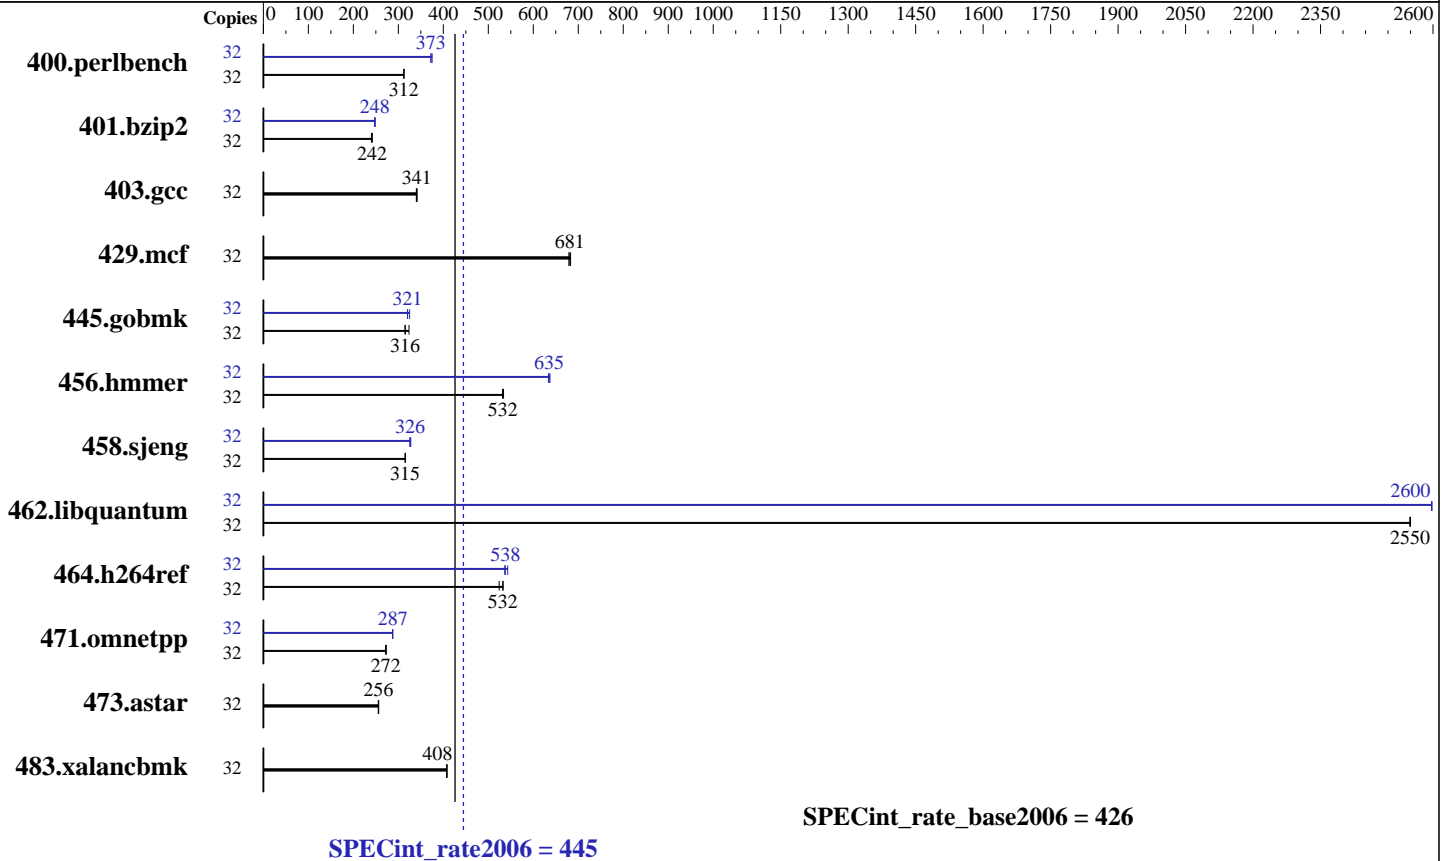 Copies 0 100 200 300 400 500 600 700 800 900 1000 1150 1300 1450 1600 1750 1900 2050 2200 2350 2600
400.perlbench 32 373
32 312
401.bzip2 32 248
32 242
403.gcc 32 341
429.mcf 32 681
445.gobmk 32 321
32 316
456.hmmer 32 635
32 532
458.sjeng 32 326
32 315
462.libquantum 32 2600
32 2550
464.h264ref 32 538
32 532
471.omnetpp 32 287
32 272
473.astar 32 256
483.xalancbmk 32 408
SPECint_rate_base2006 = 426
SPECint_rate2006 = 445